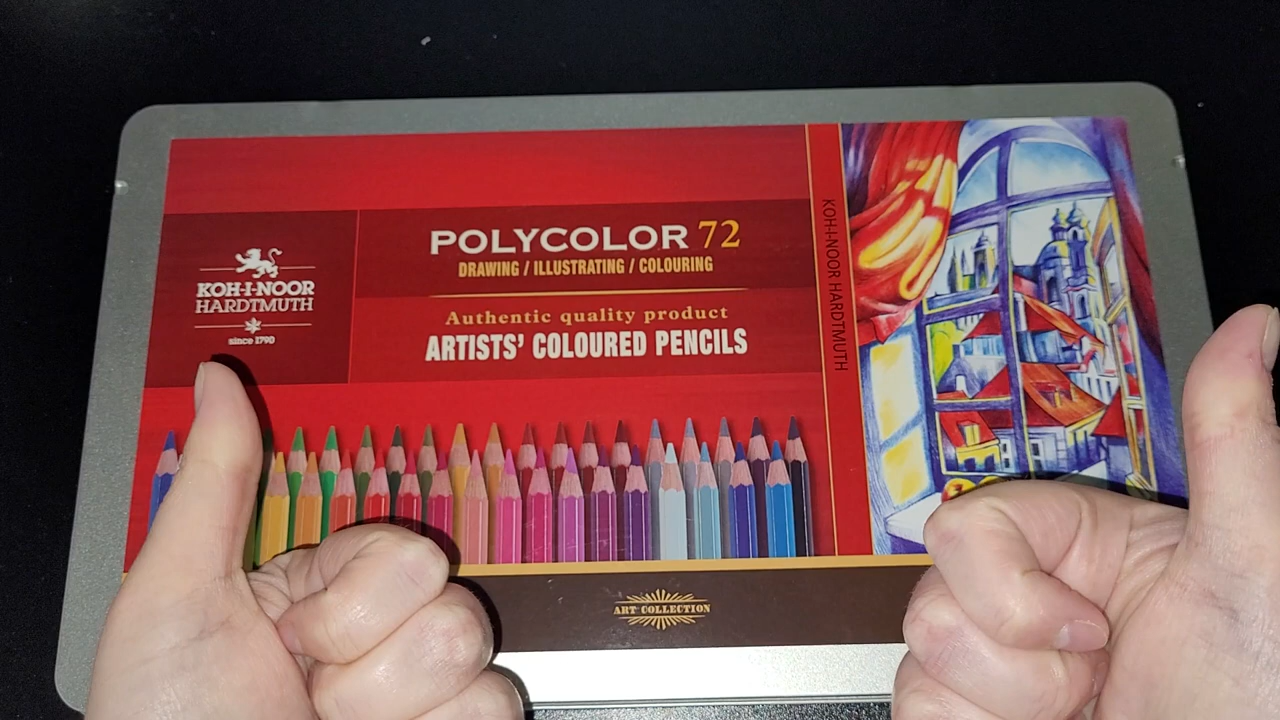 POLYCOLOR 72
DRAWING / ILLUSTRATING / COLOURING
KOH-I-NOOR
HARDTMUTH
since 1790
Authentic quality product
ARTISTS' COLOURED PENCILS
KOH-I-NOOR HARDTMUTH
ART COLLECTION